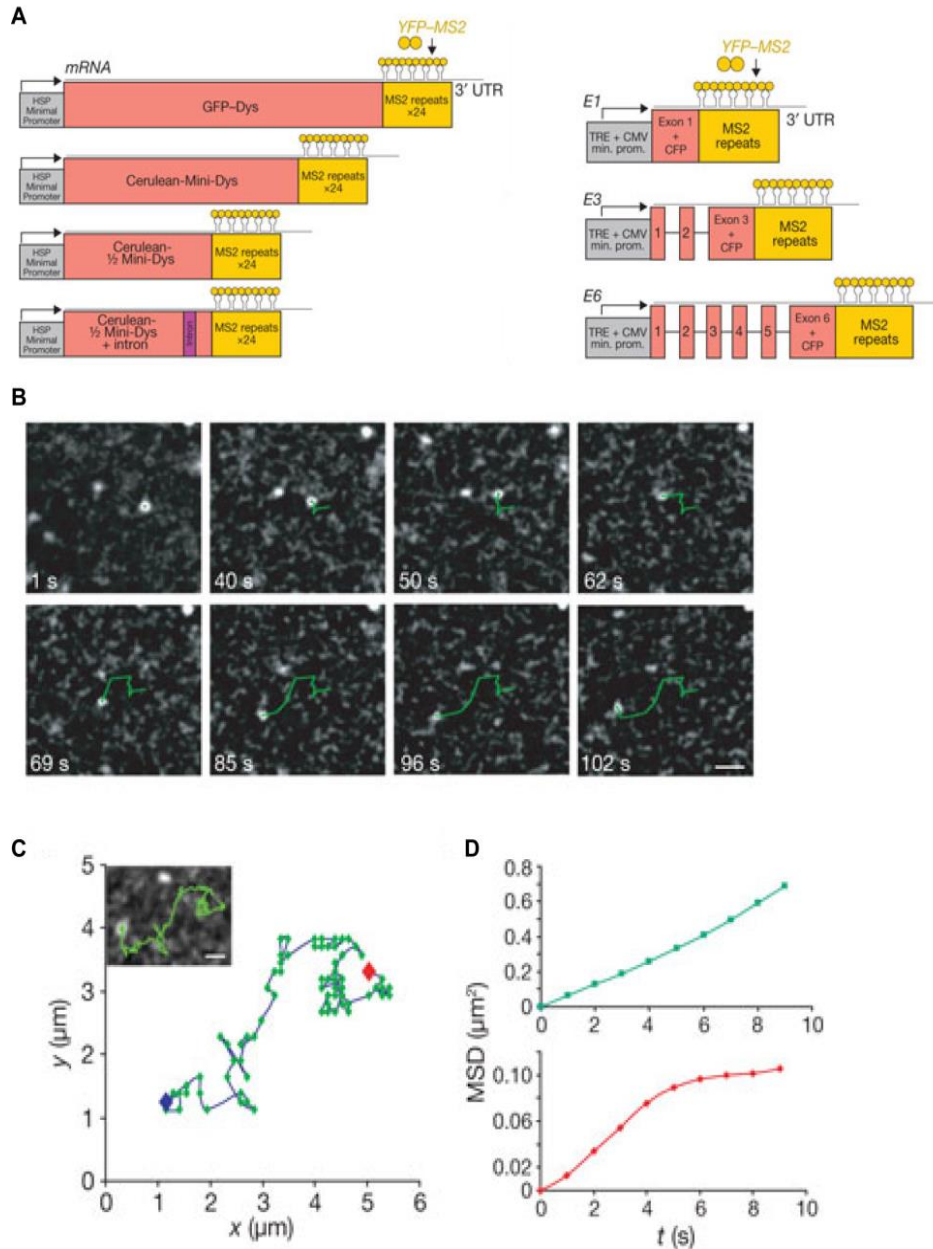 A
YFP–MS2
mRNA
HSP
Minimal
Promoter
GFP–Dys
MS2 repeats
×24
3′ UTR
HSP
Minimal
Promoter
Cerulean-Mini-Dys
MS2 repeats
×24
HSP
Minimal
Promoter
Cerulean-
½ Mini-Dys
MS2 repeats
×24
HSP
Minimal
Promoter
Cerulean-
½ Mini-Dys
+ intron
Intron
MS2 repeats
×24
YFP–MS2
E1
TRE + CMV
min. prom.
Exon 1
+
CFP
MS2
repeats
3′ UTR
E3
TRE + CMV
min. prom.
1
2
Exon 3
+
CFP
MS2
repeats
E6
TRE + CMV
min. prom.
1
2
3
4
5
Exon 6
+
CFP
MS2
repeats
B
1 s
40 s
50 s
62 s
69 s
85 s
96 s
102 s
C
5
4
3
2
1
0
y (μm)
0 1 2 3 4 5 6
x (μm)
D
0.8
0.6
0.4
0.2
0
0 2 4 6 8 10
MSD (μm²)
0.10
0.06
0.02
0
0 2 4 6 8 10
t (s)